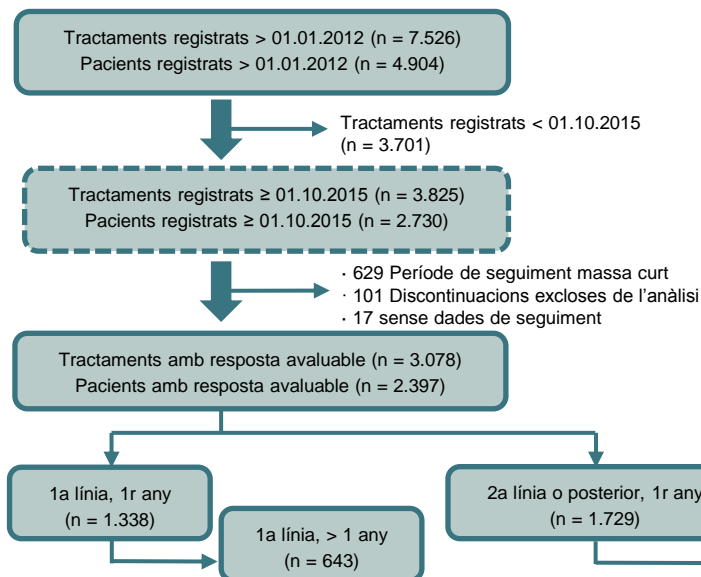 Tractaments registrats > 01.01.2012 (n = 7.526)
Pacients registrats > 01.01.2012 (n = 4.904)
Tractaments registrats < 01.10.2015
(n = 3.701)
Tractaments registrats ≥ 01.10.2015 (n = 3.825)
Pacients registrats ≥ 01.10.2015 (n = 2.730)
· 629 Període de seguiment massa curt
· 101 Discontinuacions excloses de l’anàlisi
· 17 sense dades de seguiment
Tractaments amb resposta avaluable (n = 3.078)
Pacients amb resposta avaluable (n = 2.397)
1a línia, 1r any
(n = 1.338)
2a línia o posterior, 1r any
(n = 1.729)
1a línia, > 1 any
(n = 643)